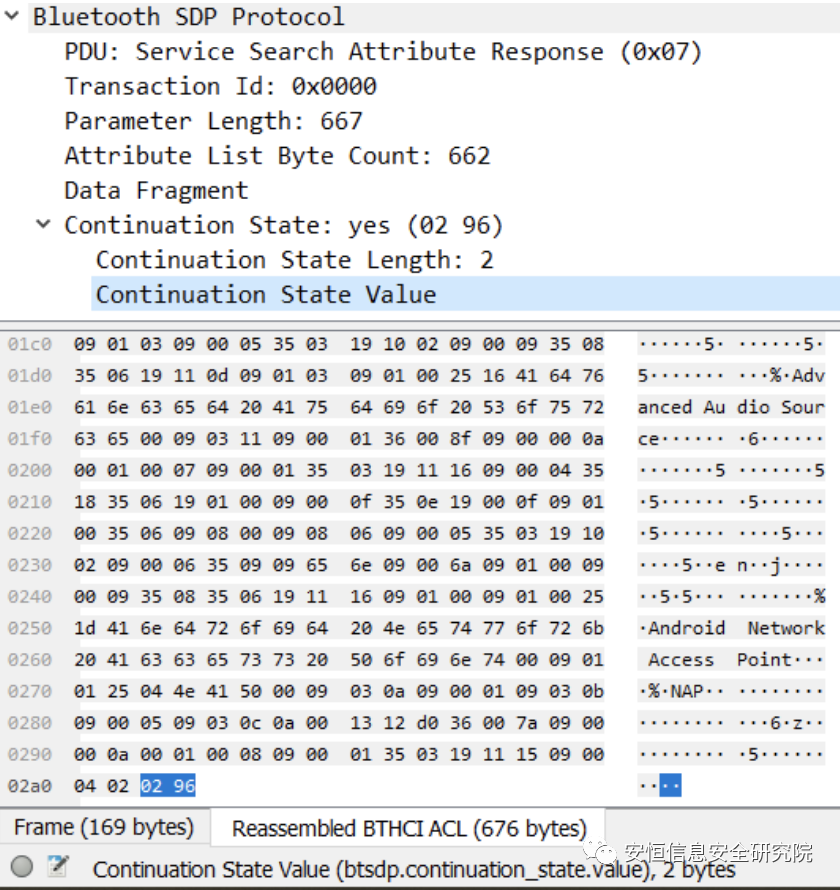 Bluetooth SDP Protocol
PDU: Service Search Attribute Response (0x07)
Transaction Id: 0x0000
Parameter Length: 667
Attribute List Byte Count: 662
Data Fragment
Continuation State: yes (02 96)
Continuation State Length: 2
Continuation State Value
01c0 09 01 03 09 00 05 35 03 19 10 02 09 00 09 35 08 ······5· ······5·
01d0 35 06 19 11 0d 09 01 03 09 01 00 25 16 41 64 76 5······· ···%·Adv
01e0 61 6e 63 65 64 20 41 75 64 69 6f 20 53 6f 75 72 anced Au dio Sour
01f0 63 65 00 09 03 11 09 00 01 36 00 8f 09 00 00 0a ce······ ·6······
0200 00 01 00 07 09 00 01 35 03 19 11 16 09 00 04 35 ·······5 ·······5
0210 18 35 06 19 01 00 09 00 0f 35 0e 19 00 0f 09 01 ·5······ ·5······
0220 00 35 06 09 08 00 09 08 06 09 00 05 35 03 19 10 ·5······ ····5···
0230 02 09 00 06 35 09 09 65 6e 09 00 6a 09 01 00 09 ····5··e n··j····
0240 00 09 35 08 35 06 19 11 16 09 01 00 09 01 00 25 ··5·5··· ·······%
0250 1d 41 6e 64 72 6f 69 64 20 4e 65 74 77 6f 72 6b ·Android Network
0260 20 41 63 63 65 73 73 20 50 6f 69 6e 74 00 09 01 Access Point···
0270 01 25 04 4e 41 50 00 09 03 0a 09 00 01 09 03 0b ·%·NAP·· ········
0280 09 00 05 09 03 0c 0a 00 13 12 d0 36 00 7a 09 00 ········ ···6·z··
0290 00 0a 00 01 00 08 09 00 01 35 03 19 11 15 09 00 ········ ·5······
02a0 04 02 02 96 ····
Frame (169 bytes) Reassembled BTHCI ACL (676 bytes)
安恒信息安全研究院
Continuation State Value (btsdp.continuation_state.value), 2 bytes